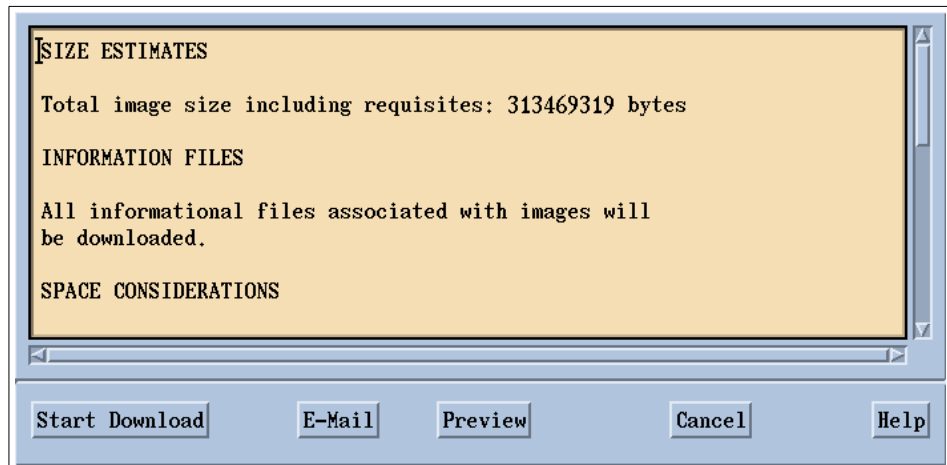 SIZE ESTIMATES
Total image size including requisites: 313469319 bytes
INFORMATION FILES
All informational files associated with images will
be downloaded.
SPACE CONSIDERATIONS
Start Download E-Mail Preview Cancel Help